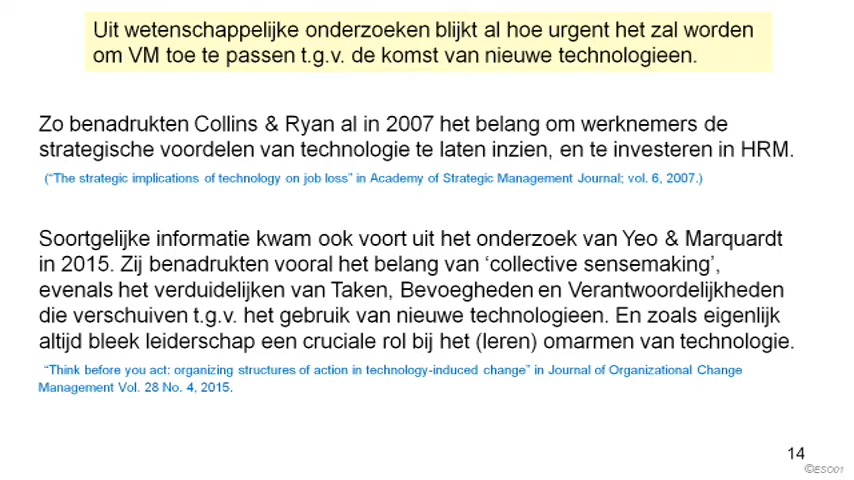 Uit wetenschappelijke onderzoeken blijkt al hoe urgent het zal worden
om VM toe te passen t.g.v. de komst van nieuwe technologieen.
Zo benadrukten Collins & Ryan al in 2007 het belang om werknemers de
strategische voordelen van technologie te laten inzien, en te investeren in HRM.
("The strategic implications of technology on job loss" in Academy of Strategic Management Journal; vol. 6, 2007.)
Soortgelijke informatie kwam ook voort uit het onderzoek van Yeo & Marquardt
in 2015. Zij benadrukten vooral het belang van ‘collective sensemaking’,
evenals het verduidelijken van Taken, Bevoegheden en Verantwoordelijkheden
die verschuiven t.g.v. het gebruik van nieuwe technologieen. En zoals eigenlijk
altijd bleek leiderschap een cruciale rol bij het (leren) omarmen van technologie.
"Think before you act: organizing structures of action in technology-induced change" in Journal of Organizational Change
Management Vol. 28 No. 4, 2015.
14
©ESO01